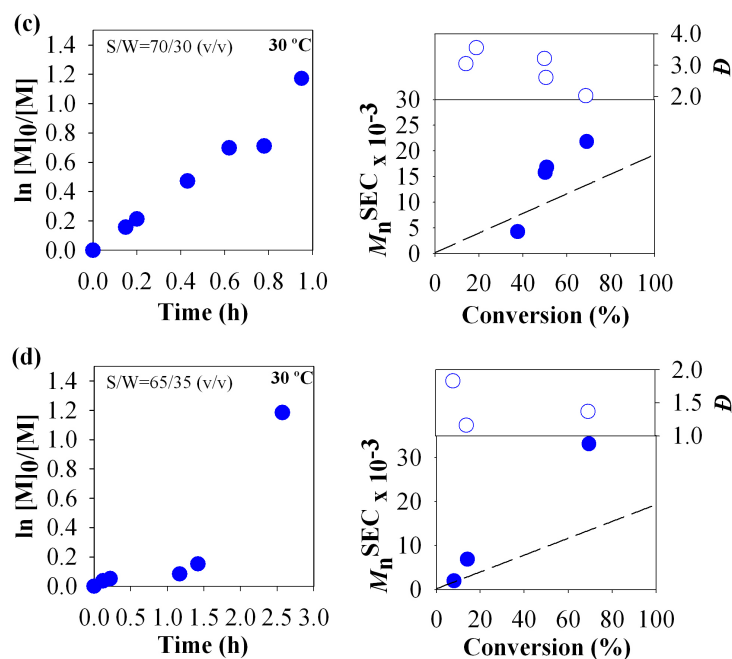 (c)
S/W=70/30 (v/v)
30 ºC
1.4
1.2
1.0
0.8
0.6
0.4
0.2
0.0
ln [M]0/[M]
0.0 0.2 0.4 0.6 0.8 1.0
Time (h)
4.0
3.0
2.0
Đ
30
25
20
15
10
5
0
MnSEC x 10-3
0 20 40 60 80 100
Conversion (%)
(d)
S/W=65/35 (v/v)
30 ºC
1.4
1.2
1.0
0.8
0.6
0.4
0.2
0.0
ln [M]0/[M]
0.0 0.5 1.0 1.5 2.0 2.5 3.0
Time (h)
2.0
1.5
1.0
Đ
30
20
10
0
MnSEC x 10-3
0 20 40 60 80 100
Conversion (%)